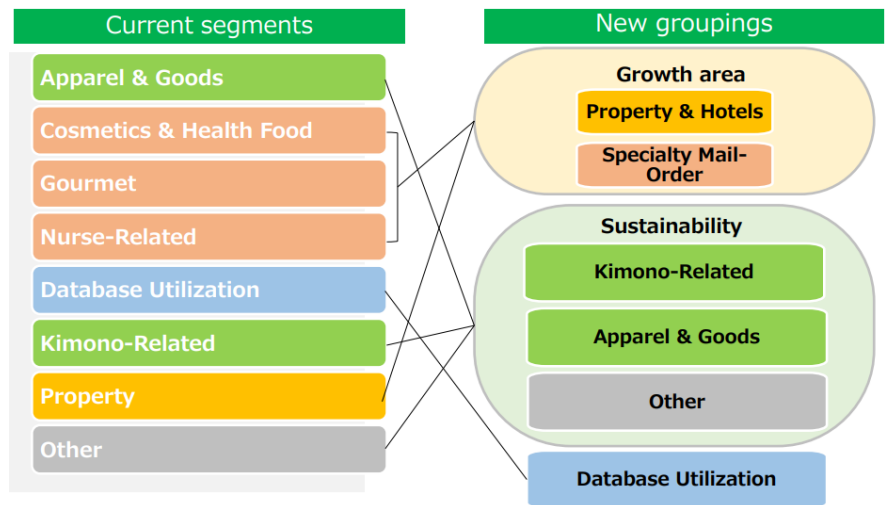 Current segments
Apparel & Goods
Cosmetics & Health Food
Gourmet
Nurse-Related
Database Utilization
Kimono-Related
Property
Other
New groupings
Growth area
Property & Hotels
Specialty Mail-
Order
Sustainability
Kimono-Related
Apparel & Goods
Other
Database Utilization